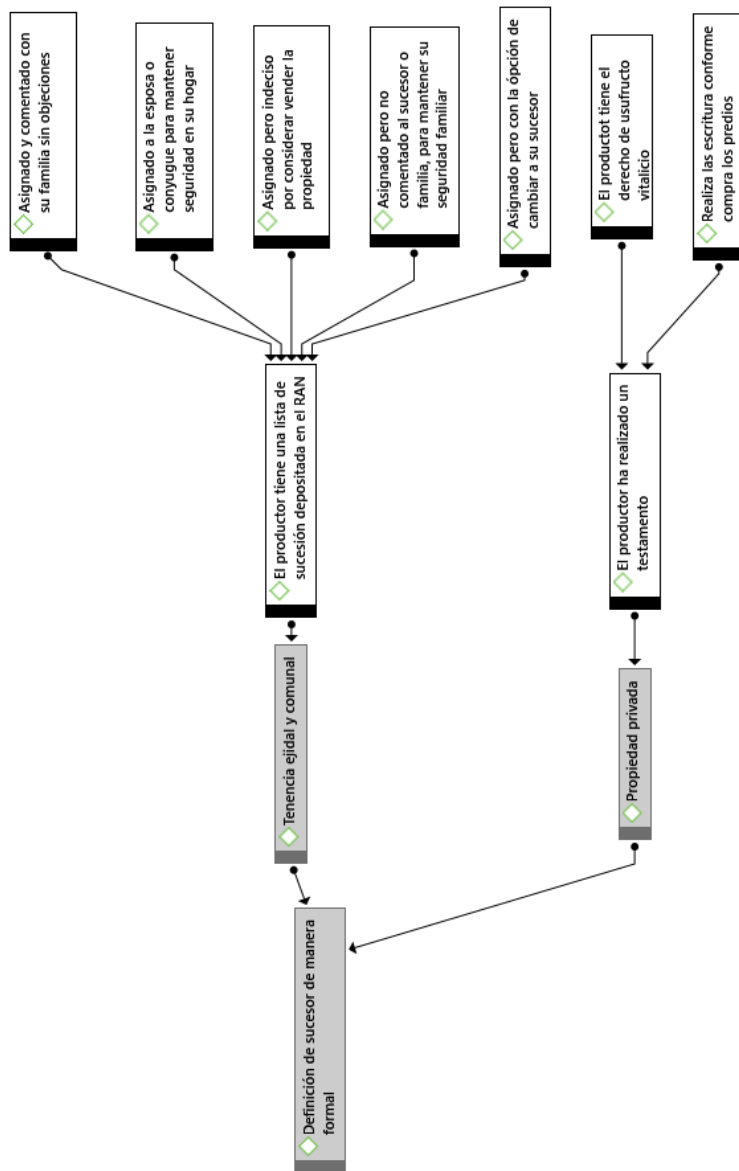 Definición de sucesor de manera
formal
Tenencia ejidal y comunal
Propiedad privada
El productor tiene una lista de
sucesión depositada en el RAN
El productor ha realizado un
testamento
Asignado y comentado con
su familia sin objeciones
Asignado a la esposa o
conyugue para mantener
seguridad en su hogar
Asignado pero indeciso
por considerar vender la
propiedad
Asignado pero no
comentado al sucesor o
familia, para mantener su
seguridad familiar
Asignado pero con la ópción de
cambiar a su sucesor
El productot tiene el
derecho de usufructo
vitalicio
Realiza las escritura conforme
compra los predios